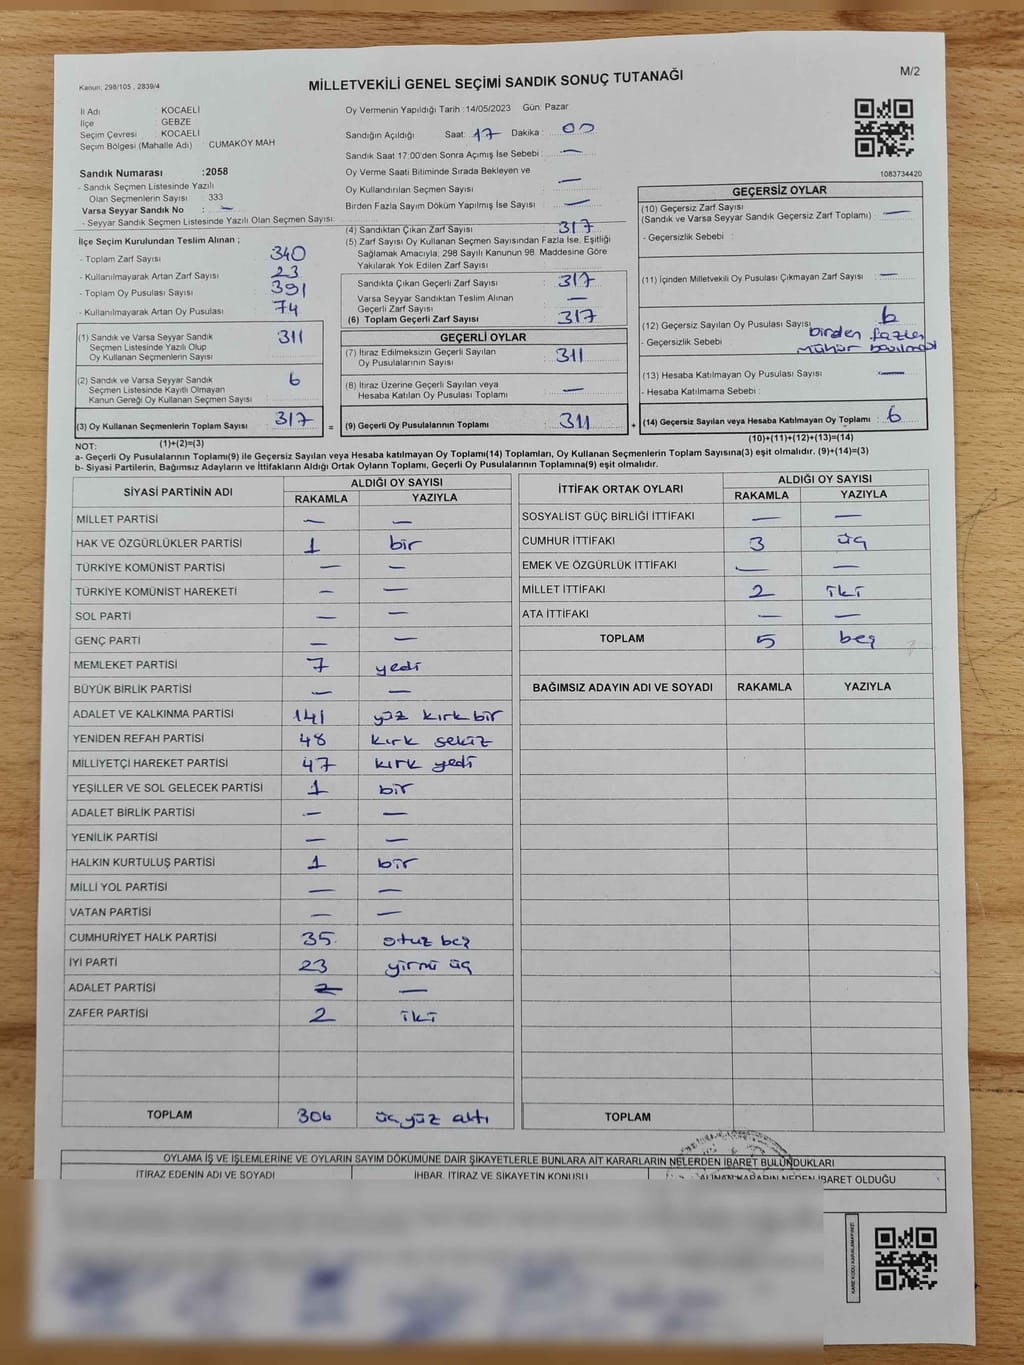 Kanun: 298/105 , 2839/4
MİLLETVEKİLİ GENEL SEÇİMİ SANDIK SONUÇ TUTANAĞI
M/2
İl Adı : KOCAELİ
İlçe : GEBZE
Seçim Çevresi : KOCAELİ
Seçim Bölgesi (Mahalle Adı) CUMAKÖY MAH
Sandık Numarası :2058
- Sandık Seçmen Listesinde Yazılı
Olan Seçmenlerin Sayısı 333
Varsa Seyyar Sandık No : —
- Seyyar Sandık Seçmen Listesinde Yazılı Olan Seçmen Sayısı:
Oy Vermenin Yapıldığı Tarih : 14/05/2023 Gün: Pazar
Sandığın Açıldığı Saat: 17 Dakika : 00
Sandık Saat 17:00'den Sonra Açımış İse Sebebi : —
Oy Verme Saati Bitiminde Sırada Bekleyen ve
Oy Kullandırılan Seçmen Sayısı —
Birden Fazla Sayım Döküm Yapılmış İse Sayısı : —
1083734420
İlçe Seçim Kurulundan Teslim Alınan ;
- Toplam Zarf Sayısı : 340
- Kullanılmayarak Artan Zarf Sayısı : 23
- Toplam Oy Pusulası Sayısı : 391
- Kullanılmayarak Artan Oy Pusulası : 74
(1) Sandık ve Varsa Seyyar Sandık
Seçmen Listesinde Yazılı Olup
Oy Kullanan Seçmenlerin Sayısı
311
(2) Sandık ve Varsa Seyyar Sandık
Seçmen Listesinde Kayıtlı Olmayan
Kanun Gereği Oy Kullanan Seçmen Sayısı
6
(3) Oy Kullanan Seçmenlerin Toplam Sayısı : 317 =
(4) Sandıktan Çıkan Zarf Sayısı : 317
(5) Zarf Sayısı Oy Kullanan Seçmen Sayısından Fazla İse, Eşitliği
Sağlamak Amacıyla; 298 Sayılı Kanunun 98. Maddesine Göre
Yakılarak Yok Edilen Zarf Sayısı
Sandıkta Çıkan Geçerli Zarf Sayısı : 317
Varsa Seyyar Sandıktan Teslim Alınan
Geçerli Zarf Sayısı —
(6) Toplam Geçerli Zarf Sayısı : 317
GEÇERLİ OYLAR
(7) İtiraz Edilmeksizin Geçerli Sayılan
Oy Pusulalarının Sayısı : 311
(8) İtiraz Üzerine Geçerli Sayılan veya
Hesaba Katılan Oy Pusulası Toplamı : —
(9) Geçerli Oy Pusulalarının Toplamı : 311 +
GEÇERSİZ OYLAR
(10) Geçersiz Zarf Sayısı
(Sandık ve Varsa Seyyar Sandık Geçersiz Zarf Toplamı) : —
- Geçersizlik Sebebi :
(11) İçinden Milletvekili Oy Pusulası Çıkmayan Zarf Sayısı : —
(12) Geçersiz Sayılan Oy Pusulası Sayısı : 6
- Geçersizlik Sebebi : birden fazla
mühür
(13) Hesaba Katılmayan Oy Pusulası Sayısı : —
- Hesaba Katılmama Sebebi :
(14) Geçersiz Sayılan veya Hesaba Katılmayan Oy Toplamı : 6
NOT: (1)+(2)=(3)
(10)+(11)+(12)+(13)=(14)
a- Geçerli Oy Pusulalarının Toplamı(9) ile Geçersiz Sayılan veya Hesaba katılmayan Oy Toplamı(14) Toplamları, Oy Kullanan Seçmenlerin Toplam Sayısına(3) eşit olmalıdır. (9)+(14)=(3)
b- Siyasi Partilerin, Bağımsız Adayların ve İttifakların Aldığı Ortak Oyların Toplamı, Geçerli Oy Pusulalarının Toplamına(9) eşit olmalıdır.
SİYASİ PARTİNİN ADI ALDIĞI OY SAYISI
RAKAMLA YAZIYLA
MİLLET PARTİSİ — —
HAK VE ÖZGÜRLÜKLER PARTİSİ 1 bir
TÜRKİYE KOMÜNİST PARTİSİ — —
TÜRKİYE KOMÜNİST HAREKETİ — —
SOL PARTİ — —
GENÇ PARTİ — —
MEMLEKET PARTİSİ 7 yedi
BÜYÜK BİRLİK PARTİSİ — —
ADALET VE KALKINMA PARTİSİ 141 yüz kırk bir
YENİDEN REFAH PARTİSİ 48 kırk sekiz
MİLLİYETÇİ HAREKET PARTİSİ 47 kırk yedi
YEŞİLLER VE SOL GELECEK PARTİSİ 1 bir
ADALET BİRLİK PARTİSİ — —
YENİLİK PARTİSİ — —
HALKIN KURTULUŞ PARTİSİ 1 bir
MİLLİ YOL PARTİSİ — —
VATAN PARTİSİ — —
CUMHURİYET HALK PARTİSİ 35 otuz beş
İYİ PARTİ 23 yirmi üç
ADALET PARTİSİ — —
ZAFER PARTİSİ 2 iki
TOPLAM 306 üç yüz altı
İTTİFAK ORTAK OYLARI ALDIĞI OY SAYISI
RAKAMLA YAZIYLA
SOSYALİST GÜÇ BİRLİĞİ İTTİFAKI — —
CUMHUR İTTİFAKI 3 üç
EMEK VE ÖZGÜRLÜK İTTİFAKI — —
MİLLET İTTİFAKI 2 iki
ATA İTTİFAKI — —
TOPLAM 5 beş
BAĞIMSIZ ADAYIN ADI VE SOYADI RAKAMLA YAZIYLA
TOPLAM
OYLAMA İŞ VE İŞLEMLERİNE VE OYLARIN SAYIM DÖKÜMÜNE DAİR ŞİKAYETLERLE BUNLARA AİT KARARLARIN NELERDEN İBARET BULUNDUKLARI
İTİRAZ EDENİN ADI VE SOYADI İHBAR, İTİRAZ VE ŞİKAYETİN KONUSU ALINAN KARARIN NEDEN İBARET OLDUĞU